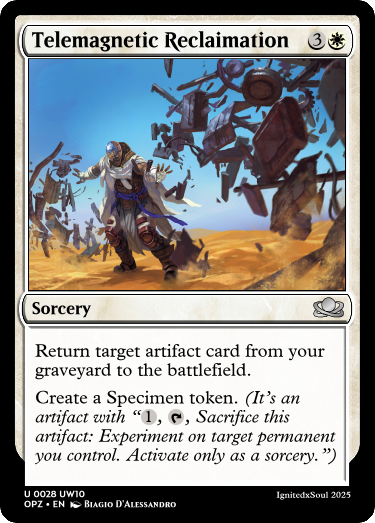 Telemagnetic Reclaimation 3
Sorcery
Return target artifact card from your
graveyard to the battlefield.
Create a Specimen token. (It's an
artifact with “1, , Sacrifice this
artifact: Experiment on target permanent
you control. Activate only as a sorcery.”)
U 0028 UW10
OPZ • EN Biagio D'Alessandro
IgnitedxSoul 2025